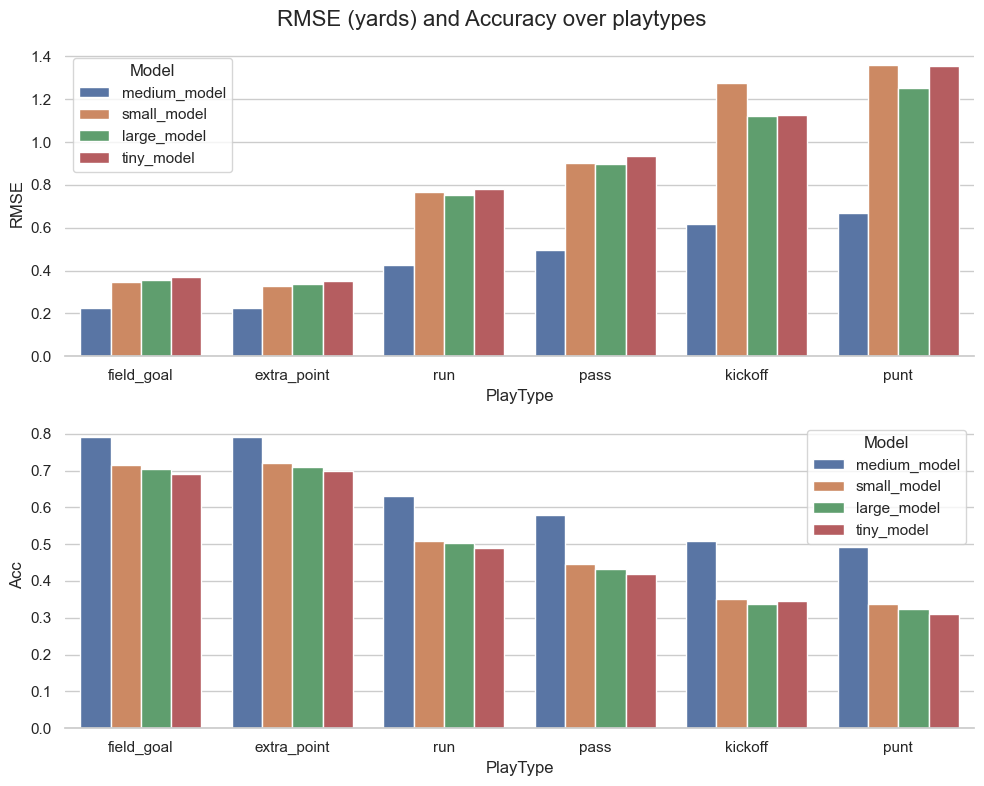 RMSE (yards) and Accuracy over playtypes
1.4
1.2
1.0
0.8
0.6
0.4
0.2
0.0
RMSE
Model
medium_model
small_model
large_model
tiny_model
field_goal extra_point run pass kickoff punt
PlayType
0.8
0.7
0.6
0.5
0.4
0.3
0.2
0.1
0.0
Acc
Model
medium_model
small_model
large_model
tiny_model
field_goal extra_point run pass kickoff punt
PlayType